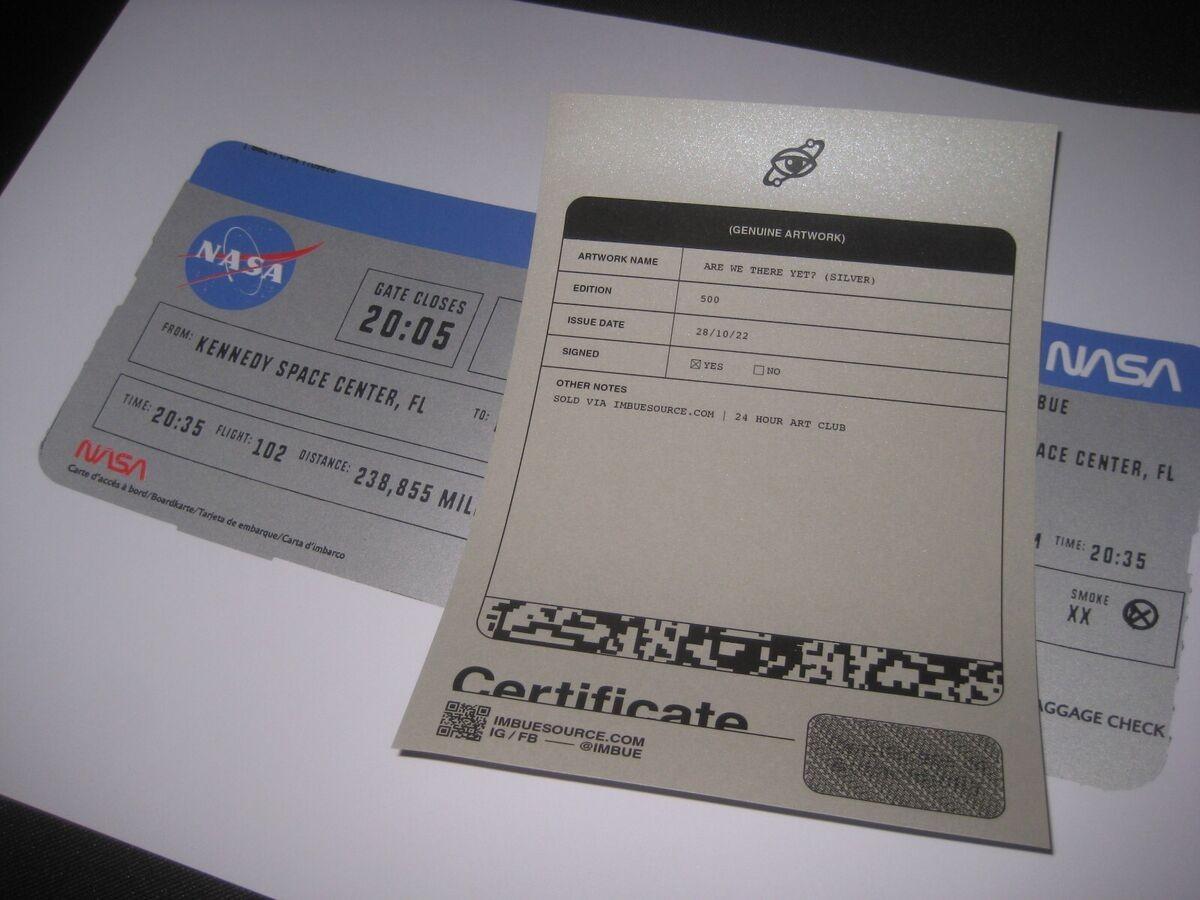 NASA
GATE CLOSES
20:05
FROM: KENNEDY SPACE CENTER, FL
TO:
TIME: 20:35 FLIGHT: 102 DISTANCE: 238,855 MIL
NASA
Carte d'accès à bord/Boardkarte/Tarjeta de embarque/Carta d'imbarco
(GENUINE ARTWORK)
ARTWORK NAME ARE WE THERE YET? (SILVER)
EDITION 500
ISSUE DATE 28/10/22
SIGNED YES NO
OTHER NOTES
SOLD VIA IMBUESOURCE.COM | 24 HOUR ART CLUB
Certificate
IMBUESOURCE.COM
IG / FB — @IMBUE
NASA
BUE
ACE CENTER, FL
TIME: 20:35
SMOKE
XX
AGGAGE CHECK